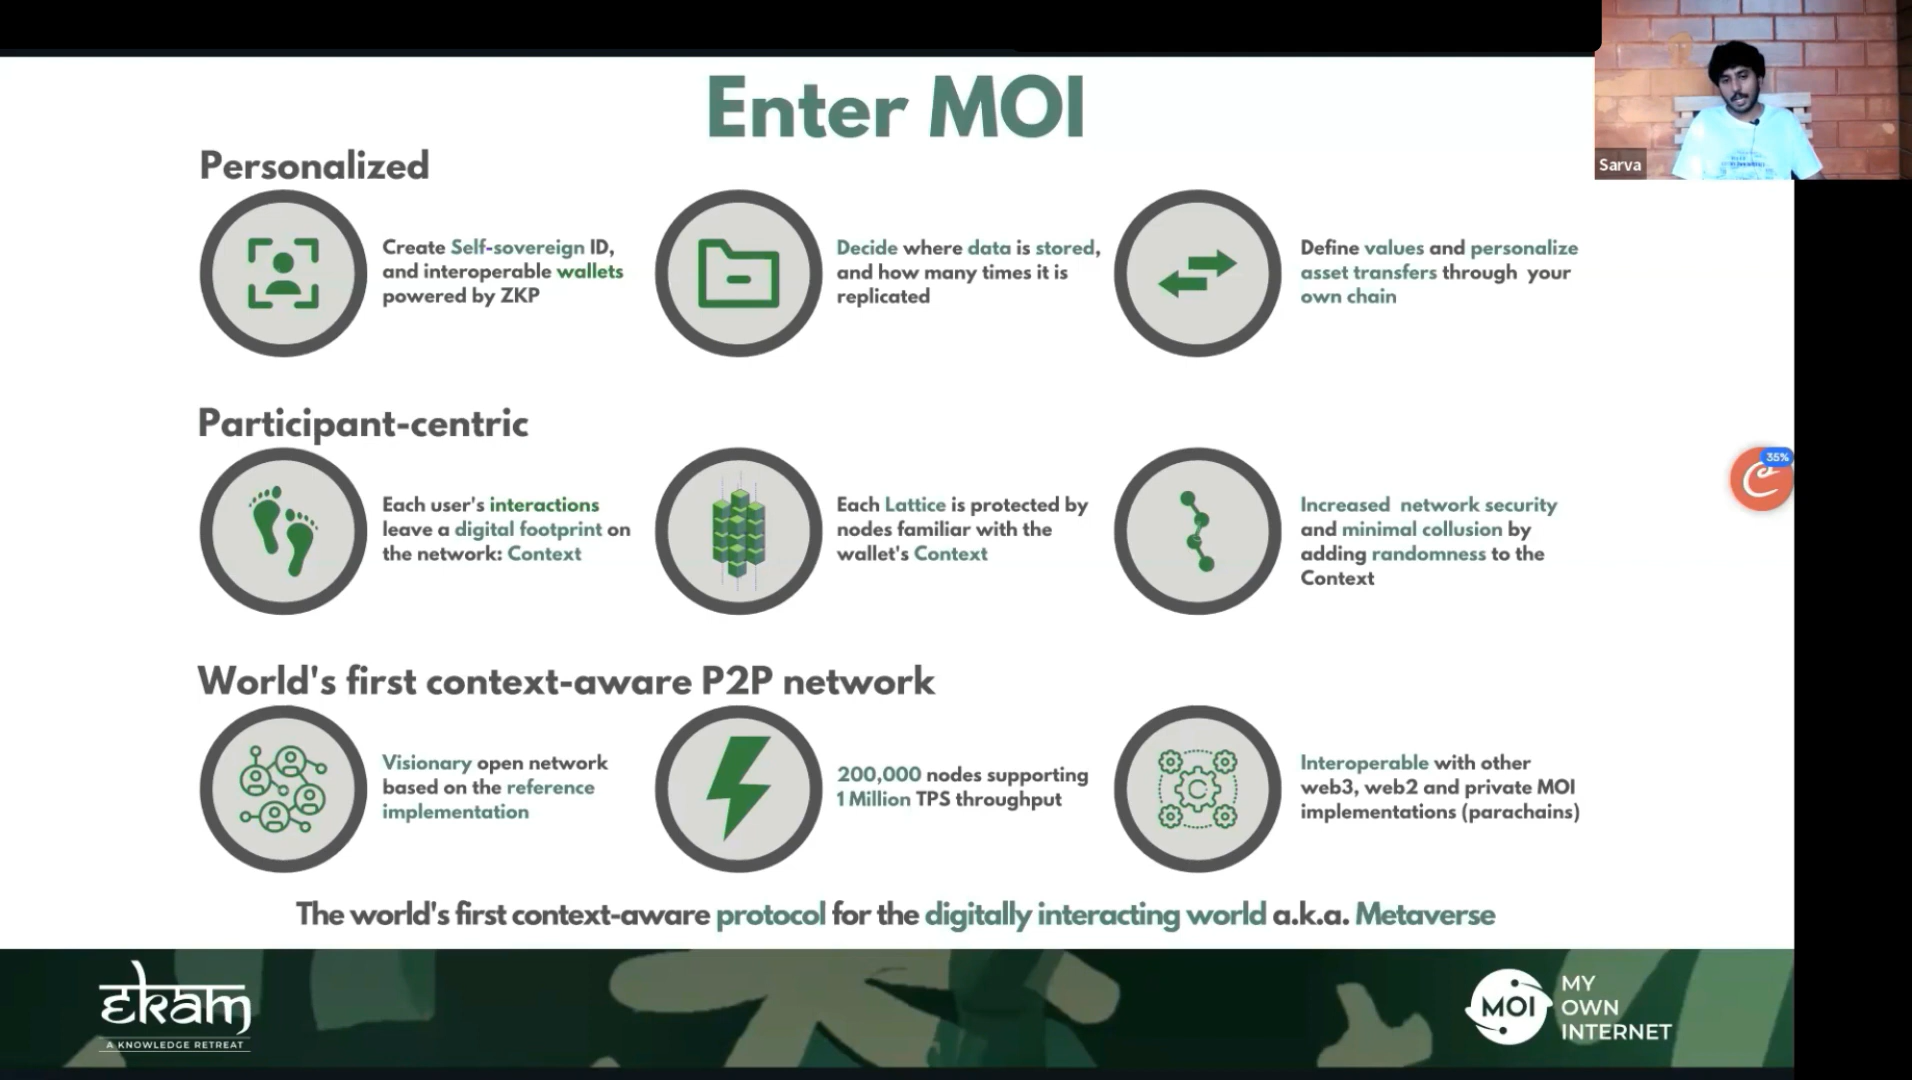 Enter MOI
Sarva
Personalized
Create Self-sovereign ID,
and interoperable wallets
powered by ZKP
Decide where data is stored,
and how many times it is
replicated
Define values and personalize
asset transfers through your
own chain
Participant-centric
Each user's interactions
leave a digital footprint on
the network: Context
Each Lattice is protected by
nodes familiar with the
wallet's Context
Increased network security
and minimal collusion by
adding randomness to the
Context
35%
World's first context-aware P2P network
Visionary open network
based on the reference
implementation
200,000 nodes supporting
1 Million TPS throughput
Interoperable with other
web3, web2 and private MOI
implementations (parachains)
The world's first context-aware protocol for the digitally interacting world a.k.a. Metaverse
ekam
A KNOWLEDGE RETREAT
MOI
MY
OWN
INTERNET